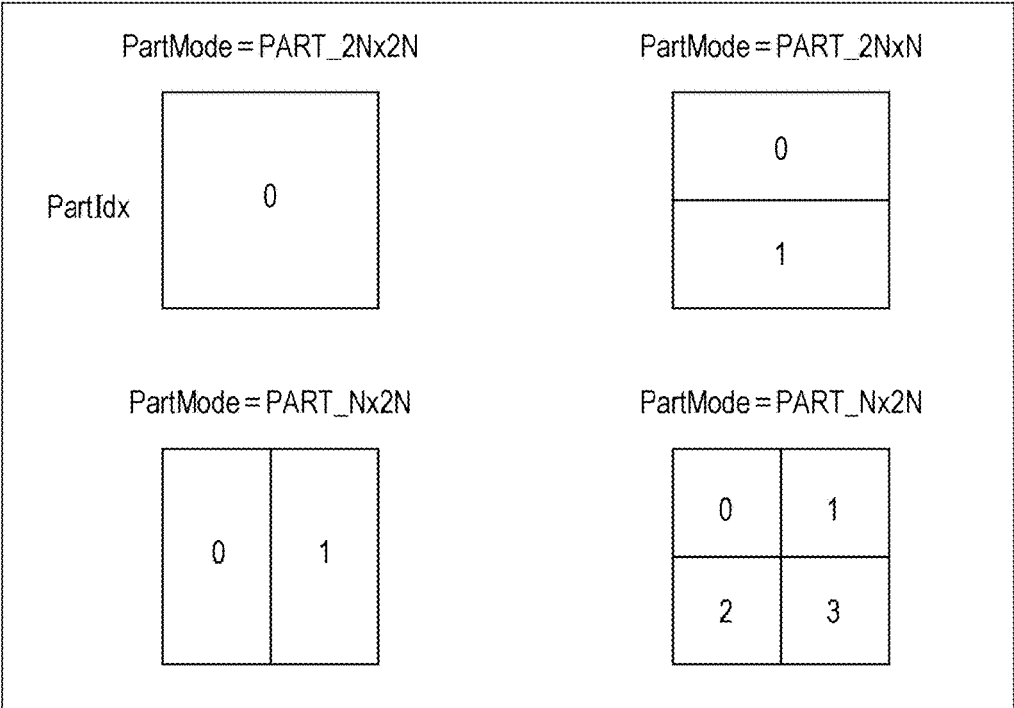 PartMode=PART_2Nx2N
PartMode=PART_2NxN
PartIdx
0
0
1
PartMode=PART_Nx2N
PartMode=PART_Nx2N
0 1
0 1
2 3